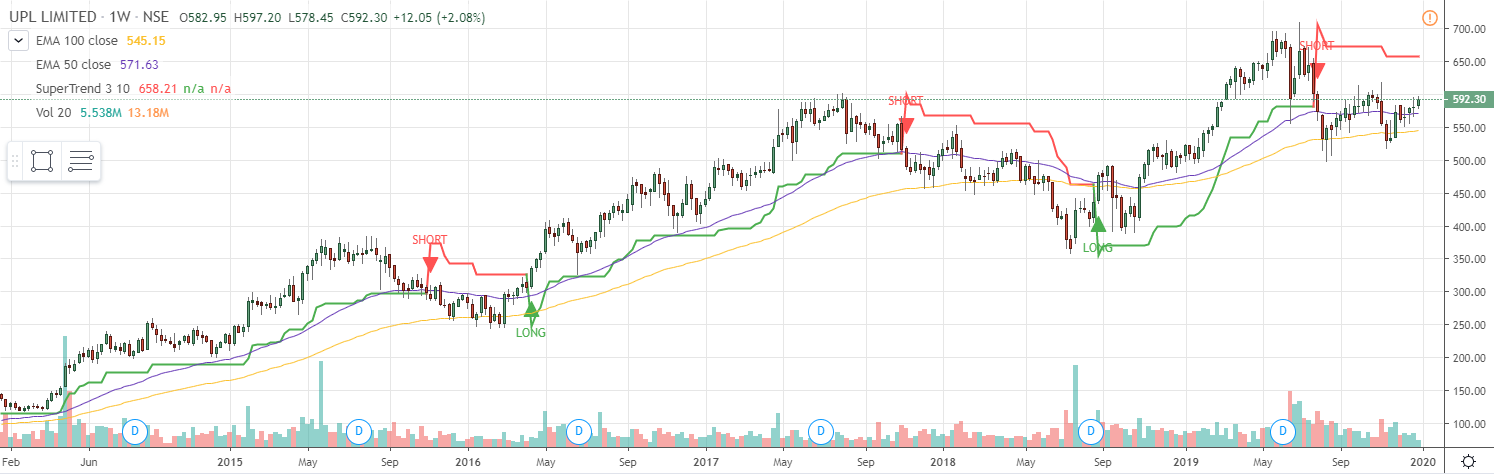 UPL LIMITED · 1W · NSE O582.95 H597.20 L578.45 C592.30 +12.05 (+2.08%)
EMA 100 close 545.15
EMA 50 close 571.63
SuperTrend 3 10 658.21 n/a n/a
Vol 20 5.538M 13.18M
700.00
SHORT
650.00
SHORT
592.30
550.00
500.00
450.00
400.00
SHORT
LONG
350.00
300.00
LONG
250.00
200.00
150.00
D D D D D D
100.00
Feb Jun 2015 May Sep 2016 May Sep 2017 May Sep 2018 May Sep 2019 May Sep 2020